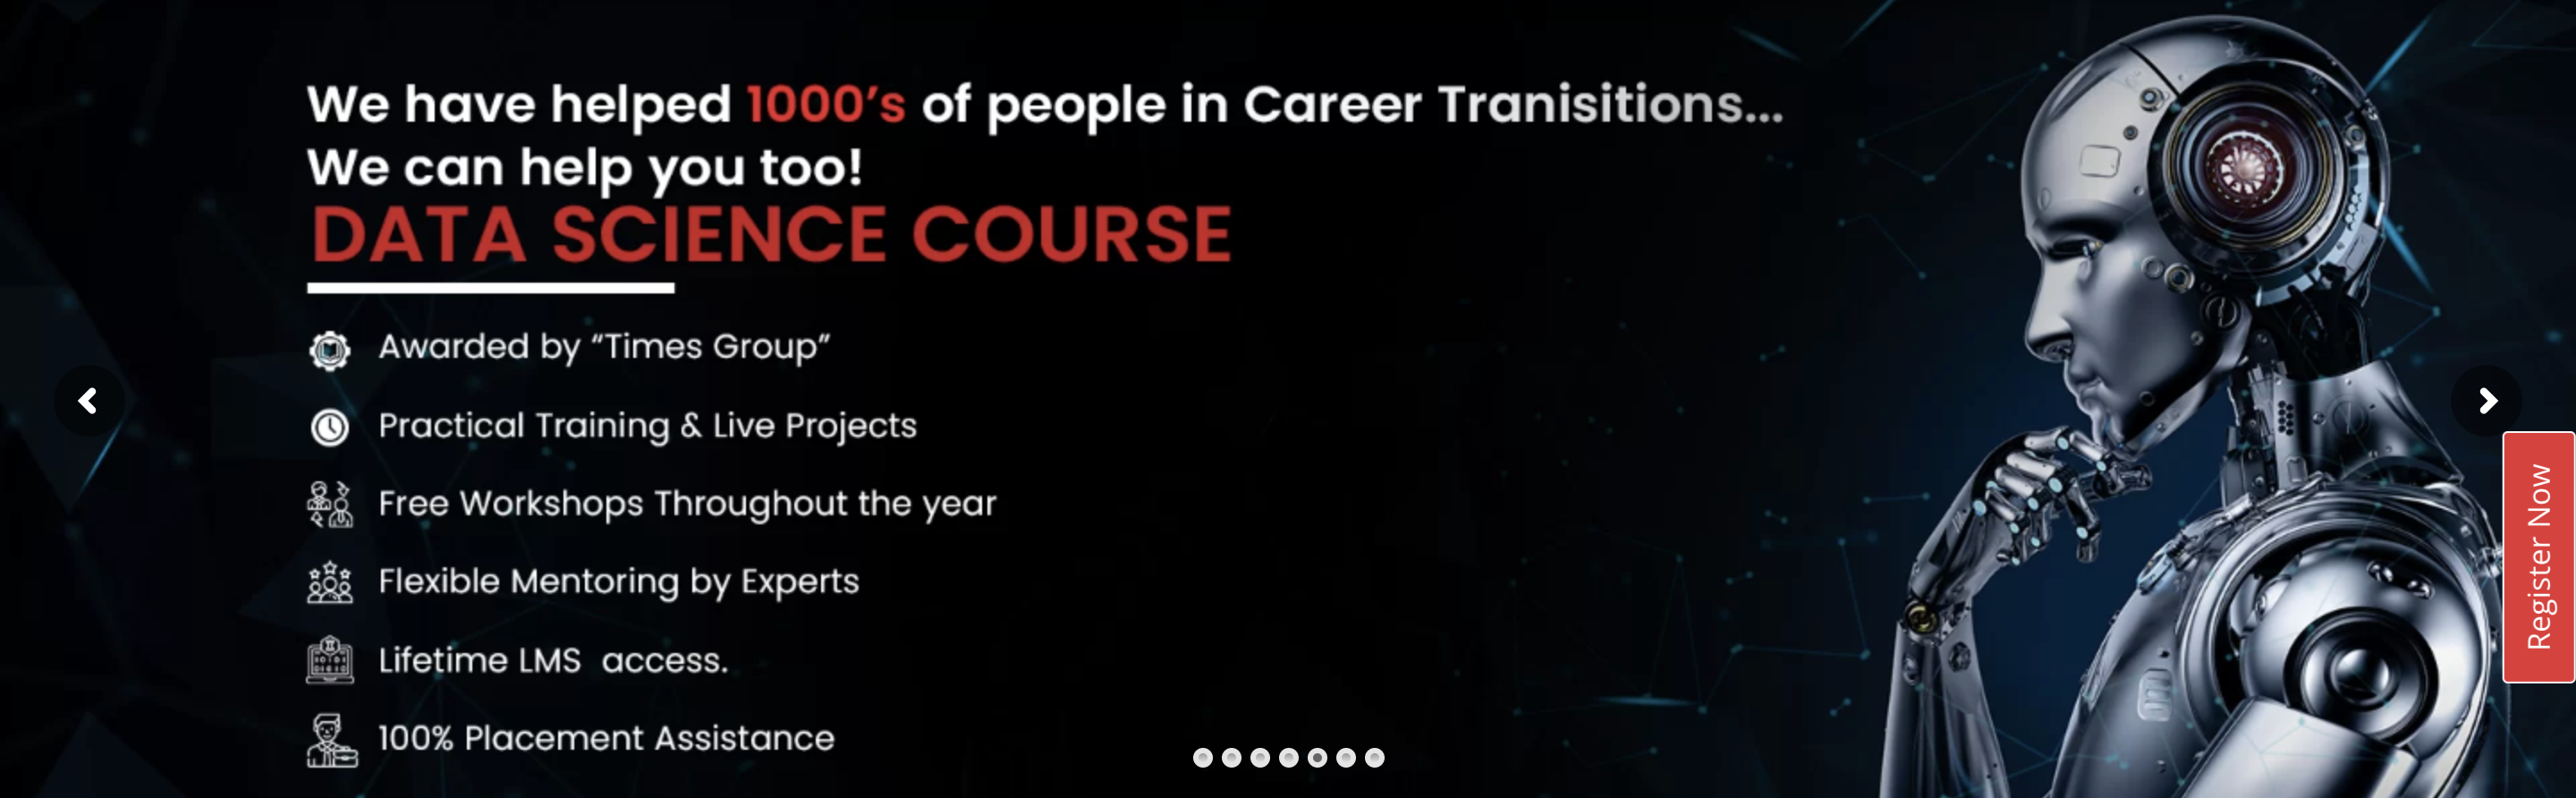 We have helped 1000’s of people in Career Tranisitions...
We can help you too!
DATA SCIENCE COURSE
Awarded by “Times Group”
Practical Training & Live Projects
Free Workshops Throughout the year
Flexible Mentoring by Experts
Lifetime LMS  access.
100% Placement Assistance
Register Now